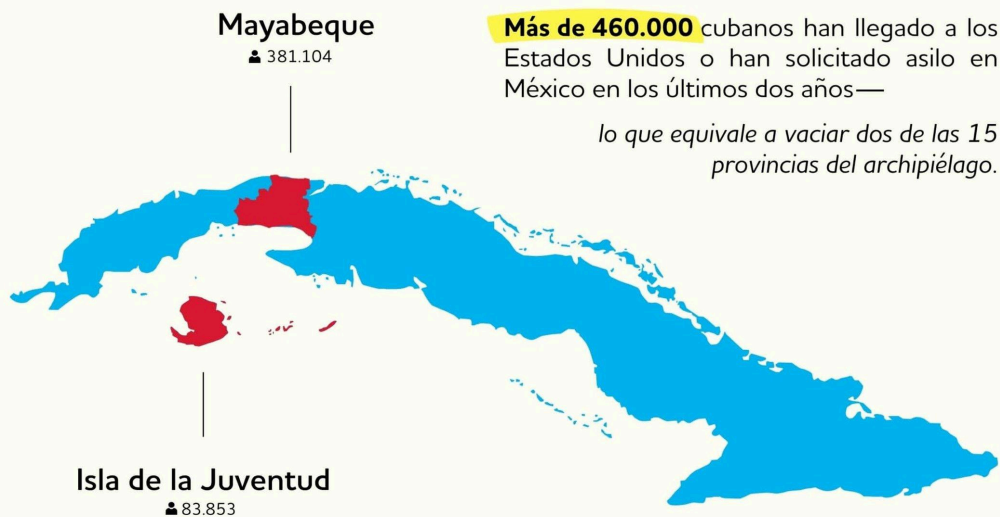 Mayabeque
381.104
Más de 460.000 cubanos han llegado a los
Estados Unidos o han solicitado asilo en
México en los últimos dos años—
lo que equivale a vaciar dos de las 15
provincias del archipiélago.
Isla de la Juventud
83.853